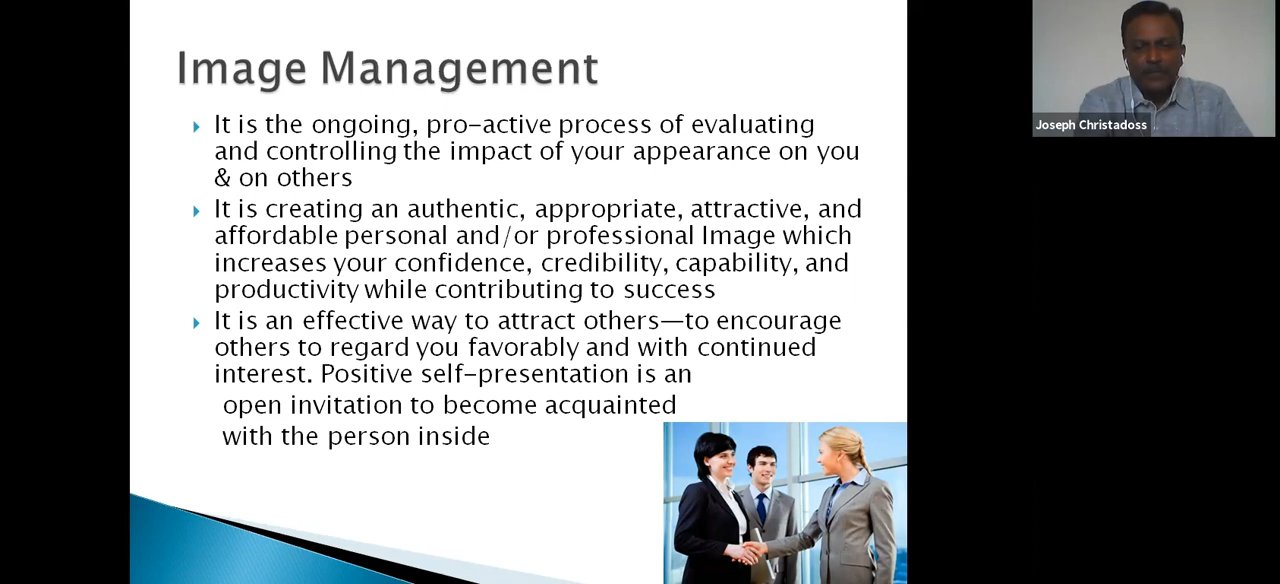 Image Management
It is the ongoing, pro-active process of evaluating
and controlling the impact of your appearance on you
& on others
It is creating an authentic, appropriate, attractive, and
affordable personal and/or professional Image which
increases your confidence, credibility, capability, and
productivity while contributing to success
It is an effective way to attract others—to encourage
others to regard you favorably and with continued
interest. Positive self-presentation is an
open invitation to become acquainted
with the person inside
Joseph Christadoss